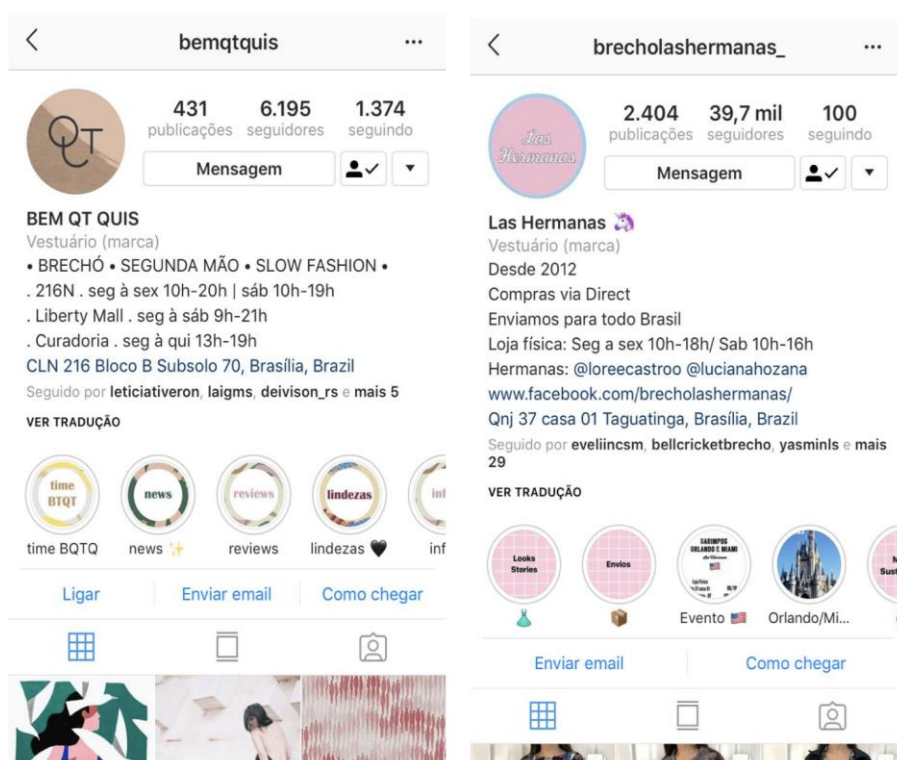 bemqtquis
QT
431 6.195 1.374
publicações seguidores seguindo
Mensagem
BEM QT QUIS
Vestuário (marca)
• BRECHÓ • SEGUNDA MÃO • SLOW FASHION •
. 216N . seg à sex 10h-20h | sáb 10h-19h
. Liberty Mall . seg à sáb 9h-21h
. Curadoria . seg à qui 13h-19h
CLN 216 Bloco B Subsolo 70, Brasília, Brazil
Seguido por leticiativeron, laigms, deivison_rs e mais 5
VER TRADUÇÃO
time
BTQT
news
reviews
lindezas
inf
time BQTQ news ✨ reviews lindezas 🖤 inf
Ligar Enviar email Como chegar
brecholashermanas_
Las
Hermanas
2.404 39,7 mil 100
publicações seguidores seguindo
Mensagem
Las Hermanas 🦄
Vestuário (marca)
Desde 2012
Compras via Direct
Enviamos para todo Brasil
Loja física: Seg a sex 10h-18h/ Sab 10h-16h
Hermanas: @loreecastroo @lucianahozana
www.facebook.com/brecholashermanas/
Qnj 37 casa 01 Taguatinga, Brasília, Brazil
Seguido por eveliincsm, bellcricketbrecho, yasminls e mais
29
VER TRADUÇÃO
Looks
Stories
Envios
GARIMPOS
ORLANDO E MIAMI
M
Sust
👗 📦 Evento 🇺🇸 Orlando/Mi...
Enviar email Como chegar